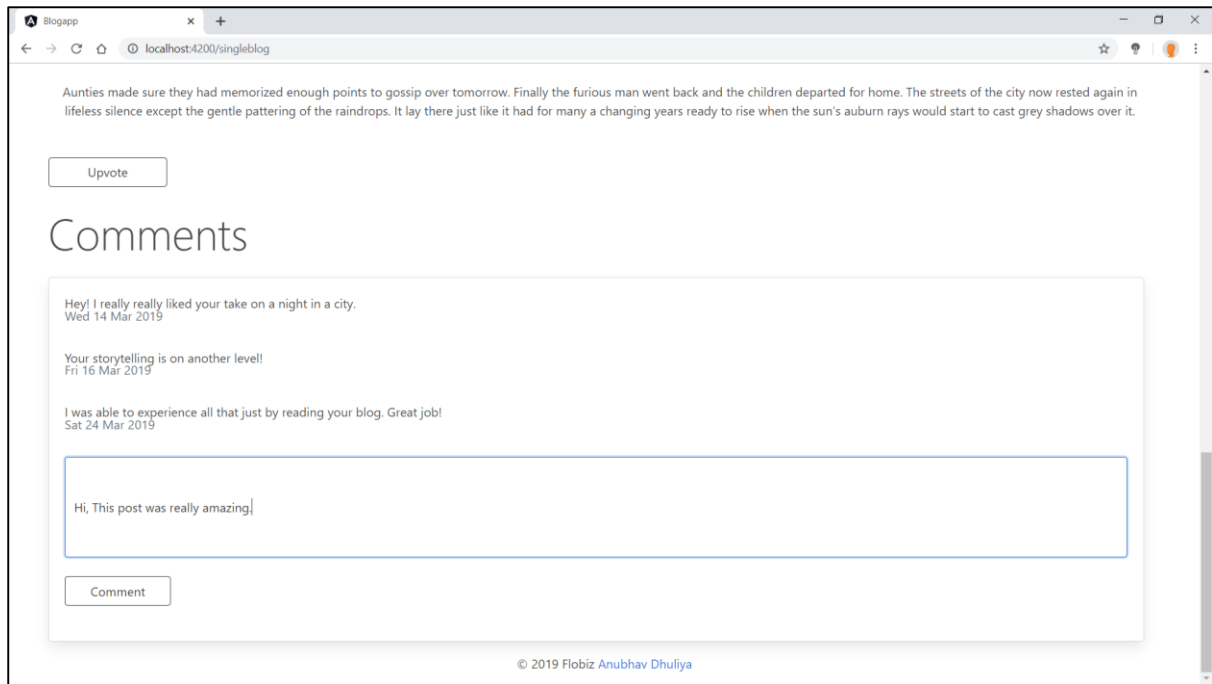 Blogapp
localhost:4200/singleblog
Aunties made sure they had memorized enough points to gossip over tomorrow. Finally the furious man went back and the children departed for home. The streets of the city now rested again in
lifeless silence except the gentle pattering of the raindrops. It lay there just like it had for many a changing years ready to rise when the sun's auburn rays would start to cast grey shadows over it.
Upvote
Comments
Hey! I really really liked your take on a night in a city.
Wed 14 Mar 2019
Your storytelling is on another level!
Fri 16 Mar 2019
I was able to experience all that just by reading your blog. Great job!
Sat 24 Mar 2019
Hi, This post was really amazing.
Comment
© 2019 Flobiz Anubhav Dhuliya